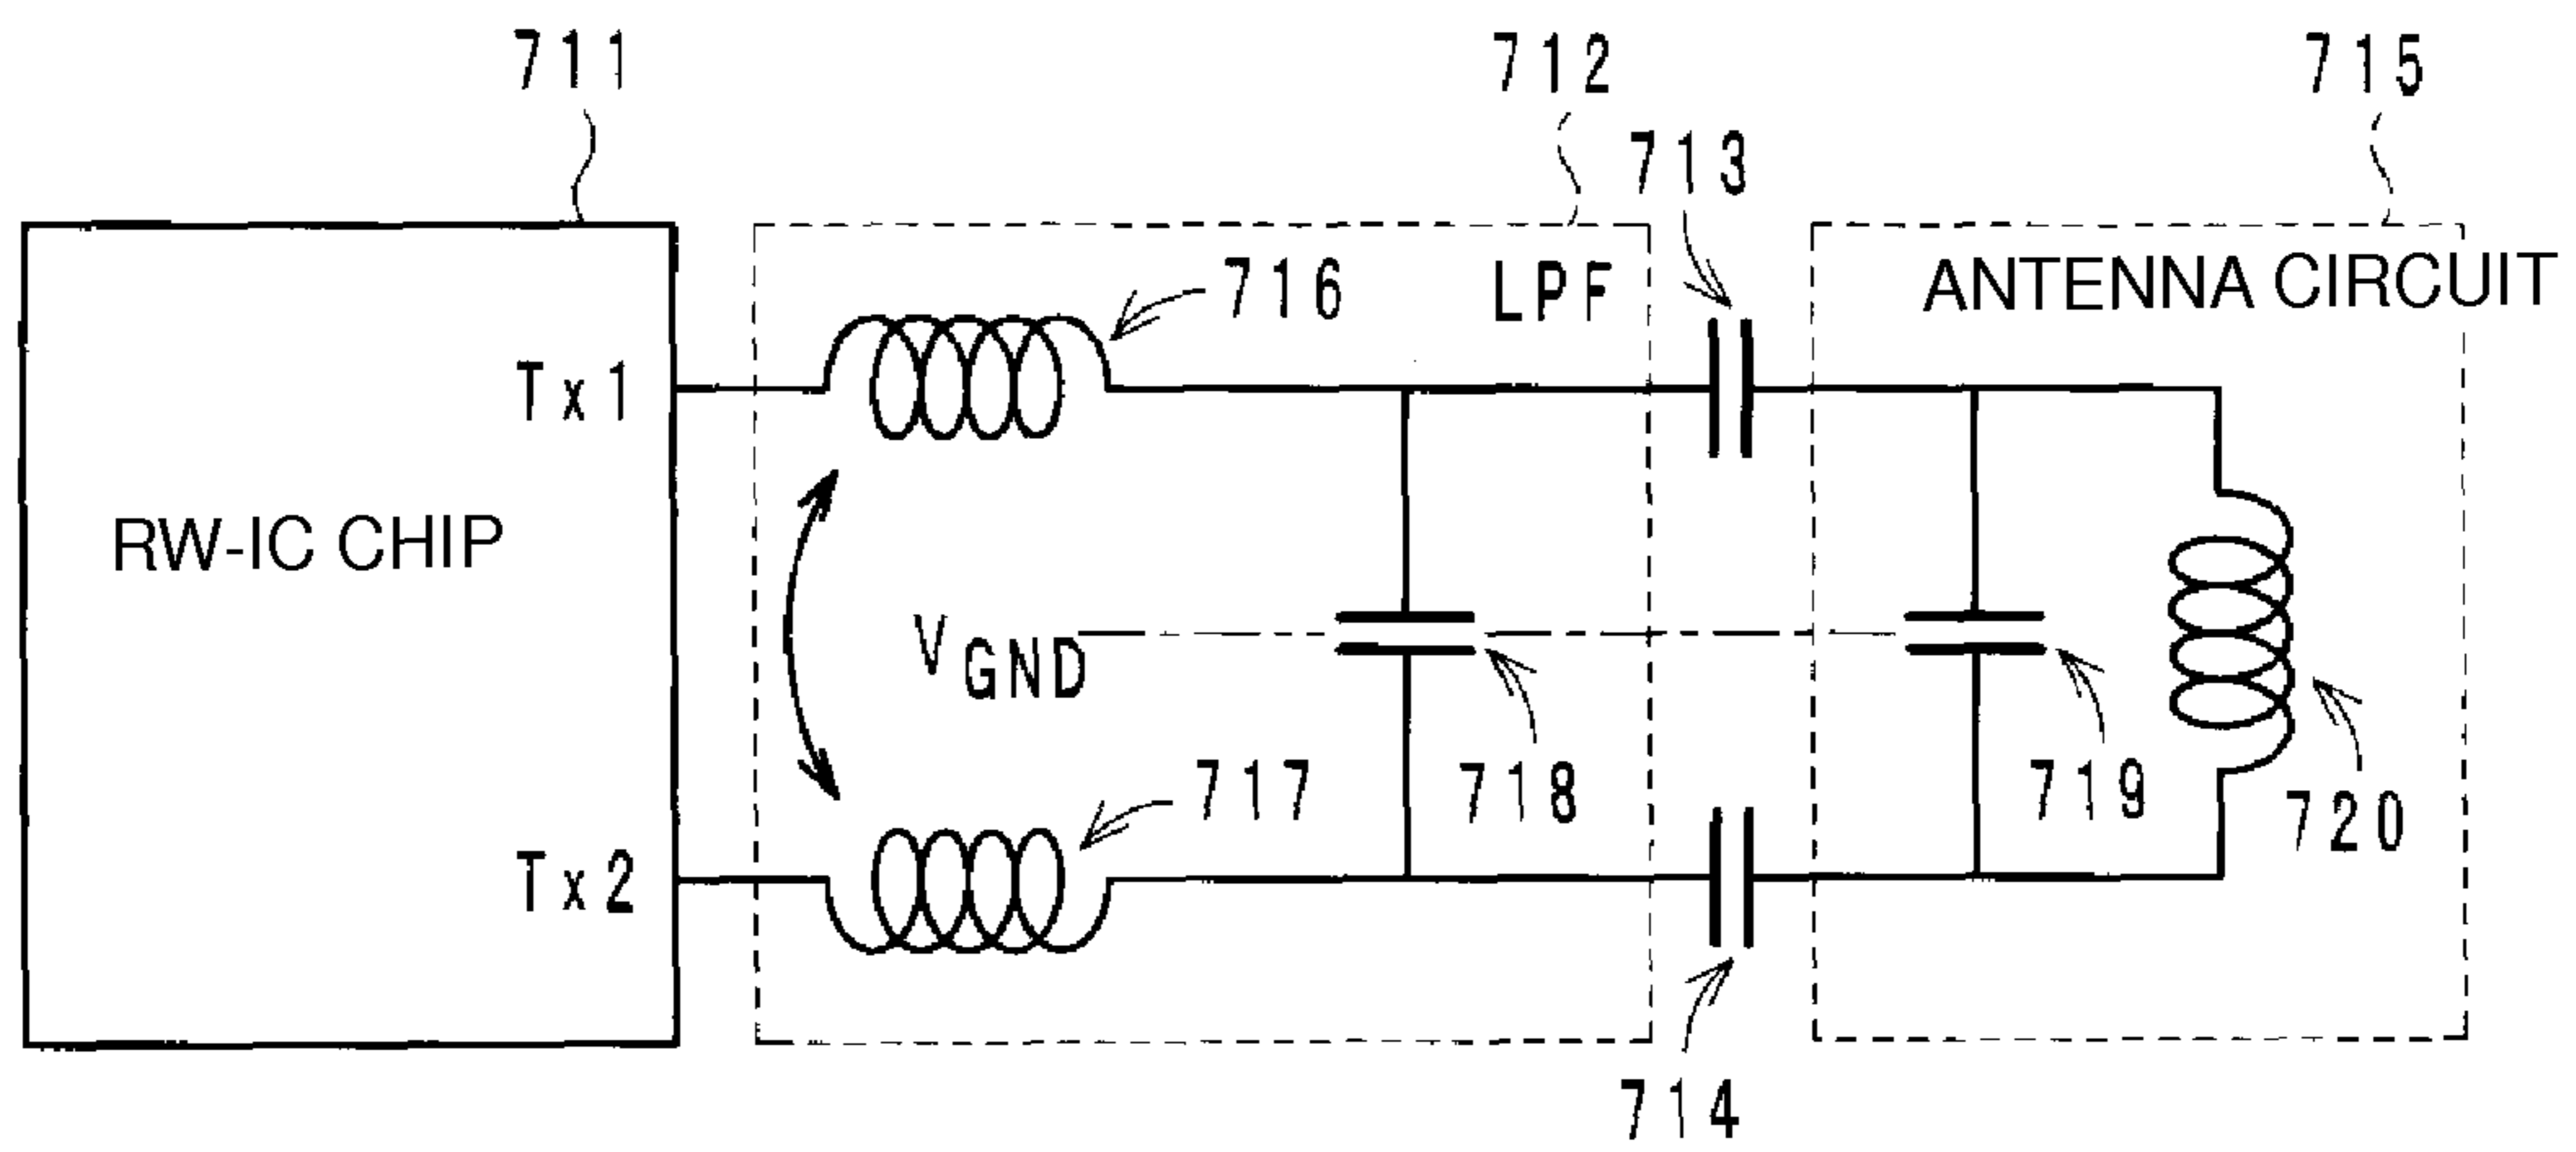 711
712
715
713
716
LPF
ANTENNA CIRCUIT
Tx1
RW-IC CHIP
VGND
717
718
719
720
Tx2
714